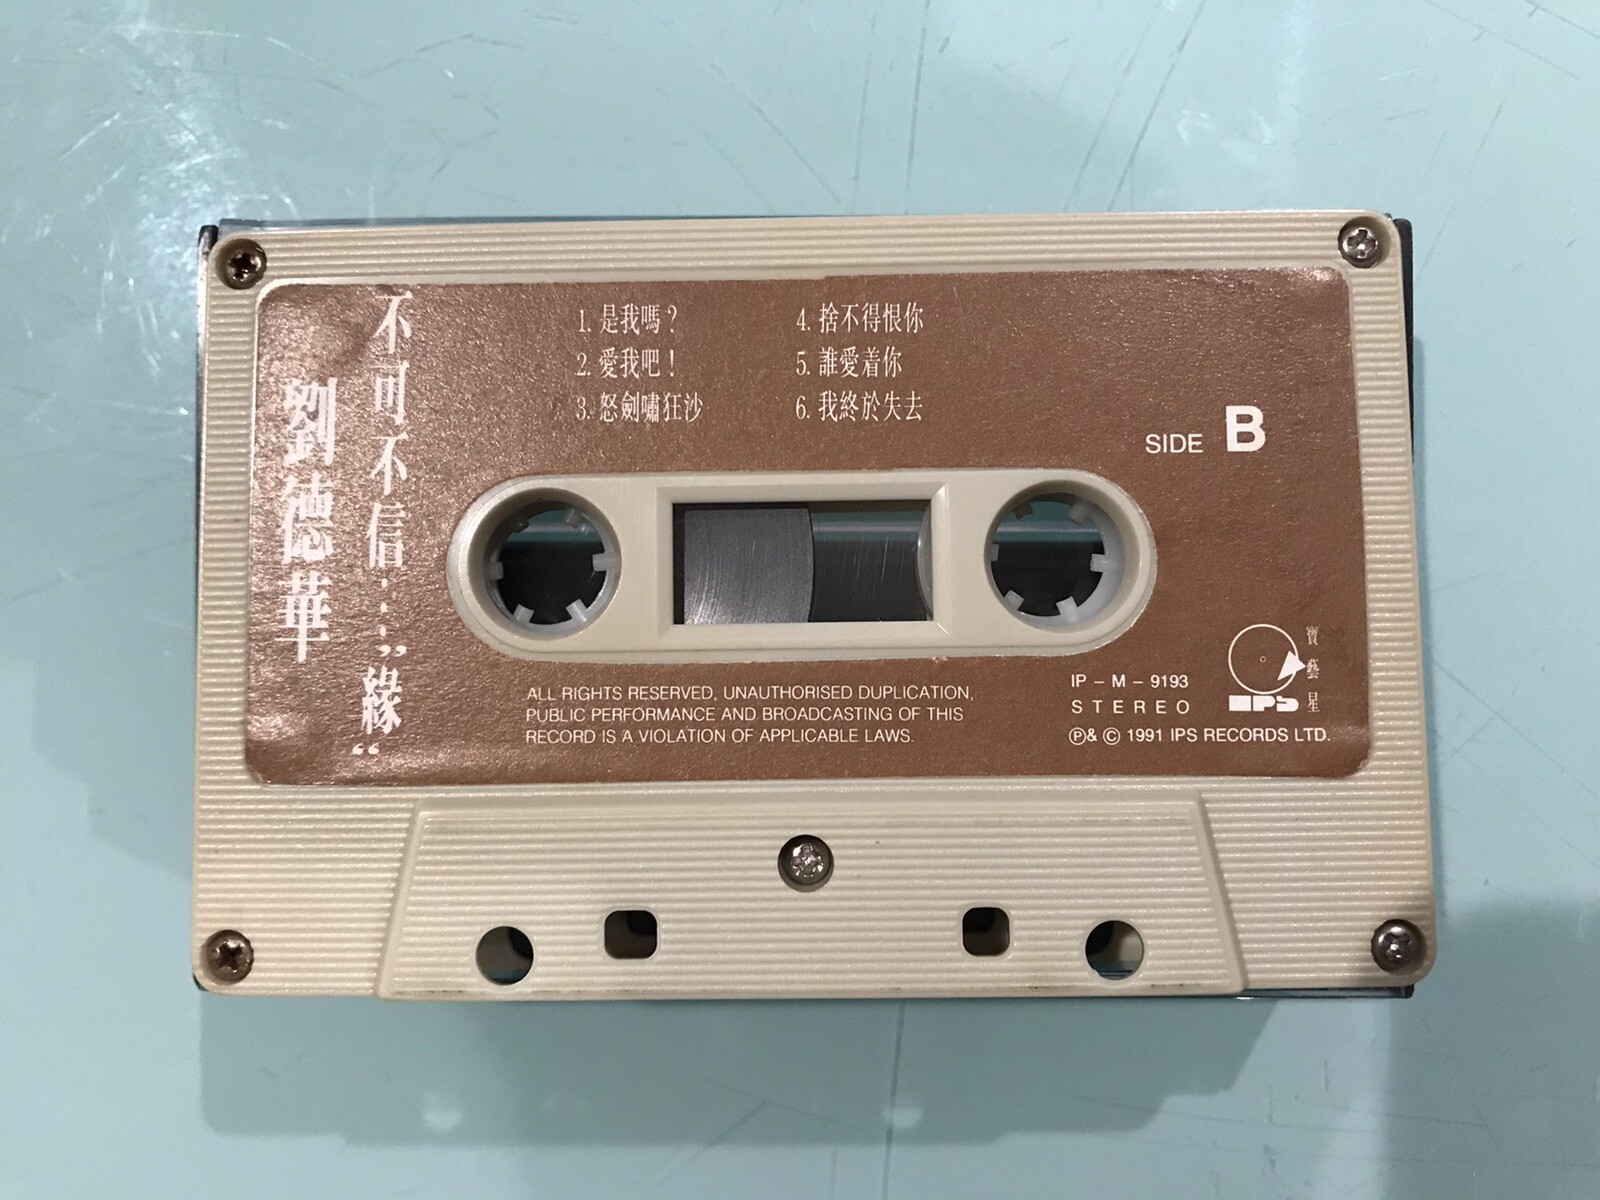 不可不信……"緣"
劉德華
1. 是我嗎？
2. 愛我吧！
3. 怒劍嘯狂沙
4. 捨不得恨你
5. 誰愛着你
6. 我終於失去
SIDE B
ALL RIGHTS RESERVED, UNAUTHORISED DUPLICATION,
PUBLIC PERFORMANCE AND BROADCASTING OF THIS
RECORD IS A VIOLATION OF APPLICABLE LAWS.
IP – M – 9193
STEREO
Ⓟ& © 1991 IPS RECORDS LTD.
寶藝星
IPS